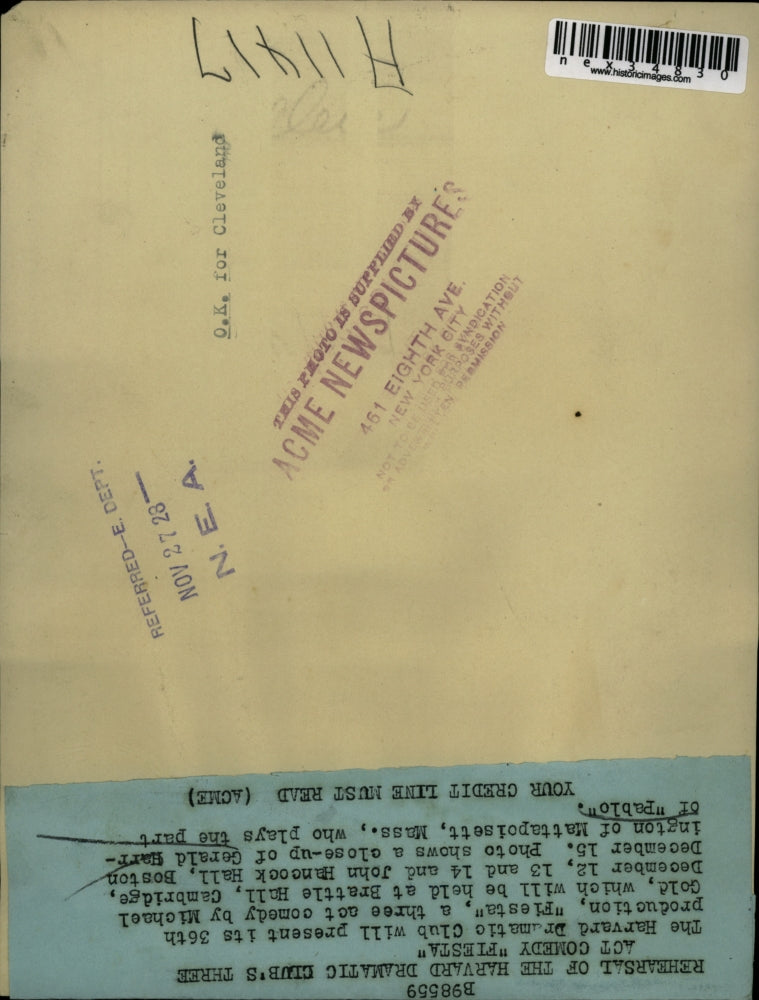 A11417
nex34830
www.historicimages.com
O.K. for Cleveland
THIS PHOTO IS SUPPLIED BY
ACME NEWSPICTURES
461 EIGHTH AVE.
NEW YORK CITY
NOT TO BE USED FOR SYNDICATION
OR ADVERTISING PURPOSES WITHOUT
WRITTEN PERMISSION
REFERRED—E. DEPT.
NOV 27 28
N. E. A.
B98559
REHEARSAL OF THE HARVARD DRAMATIC CLUB'S THREE
ACT COMEDY "FIESTA"
The Harvard Dramatic Club will present its 36th
production, "Fiesta", a three act comedy by Michael
Gold, which will be held at Brattle Hall, Cambridge,
December 12, 13 and 14 and John Hancock Hall, Boston
December 15. Photo shows a close-up of Gerald Harr-
ington of Mattapoisett, Mass., who plays the part
of "Pablo".
YOUR CREDIT LINE MUST READ (ACME)